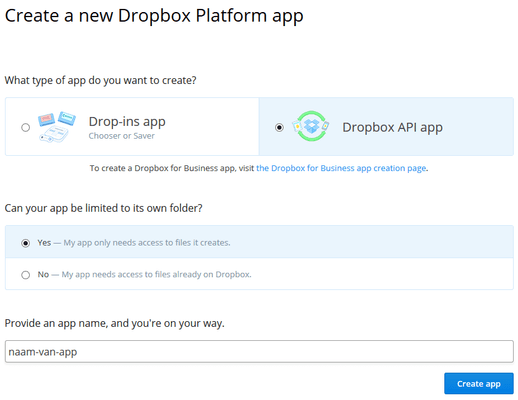 Create a new Dropbox Platform app
What type of app do you want to create?
Drop-ins app
Chooser or Saver
Dropbox API app
To create a Dropbox for Business app, visit the Dropbox for Business app creation page.
Can your app be limited to its own folder?
Yes — My app only needs access to files it creates.
No — My app needs access to files already on Dropbox.
Provide an app name, and you're on your way.
naam-van-app
Create app